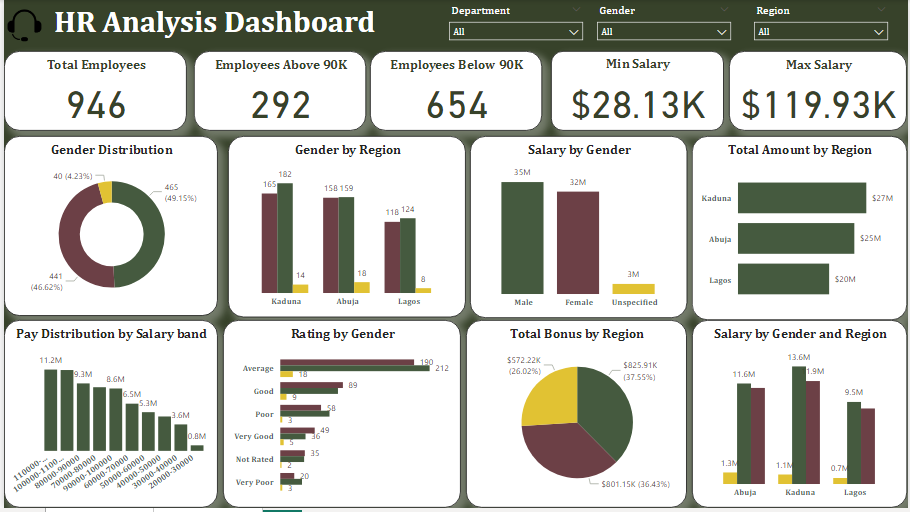 HR Analysis Dashboard
Department
Gender
Region
All
All
All
Total Employees
946
Employees Above 90K
292
Employees Below 90K
654
Min Salary
$28.13K
Max Salary
$119.93K
Gender Distribution
40 (4.23%)
465
(49.15%)
441
(46.62%)
Gender by Region
165
182
14
158
159
18
118
124
8
Kaduna
Abuja
Lagos
Salary by Gender
35M
32M
3M
Male
Female
Unspecified
Total Amount by Region
Kaduna
$27M
Abuja
$25M
Lagos
$20M
Pay Distribution by Salary band
11.2M
9.3M
8.6M
6.5M
5.3M
3.6M
0.8M
110000-...
100000-1100...
80000-90000
70000-80000
90000-100000
60000-70000
50000-60000
40000-50000
30000-40000
20000-30000
Rating by Gender
Average
190
212
18
Good
89
9
Poor
58
3
Very Good
49
36
5
Not Rated
35
2
Very Poor
20
3
Total Bonus by Region
$572.22K
(26.02%)
$825.91K
(37.55%)
$801.15K (36.43%)
Salary by Gender and Region
1.3M
11.6M
1.1M
13.6M
11.9M
0.7M
9.5M
Abuja
Kaduna
Lagos